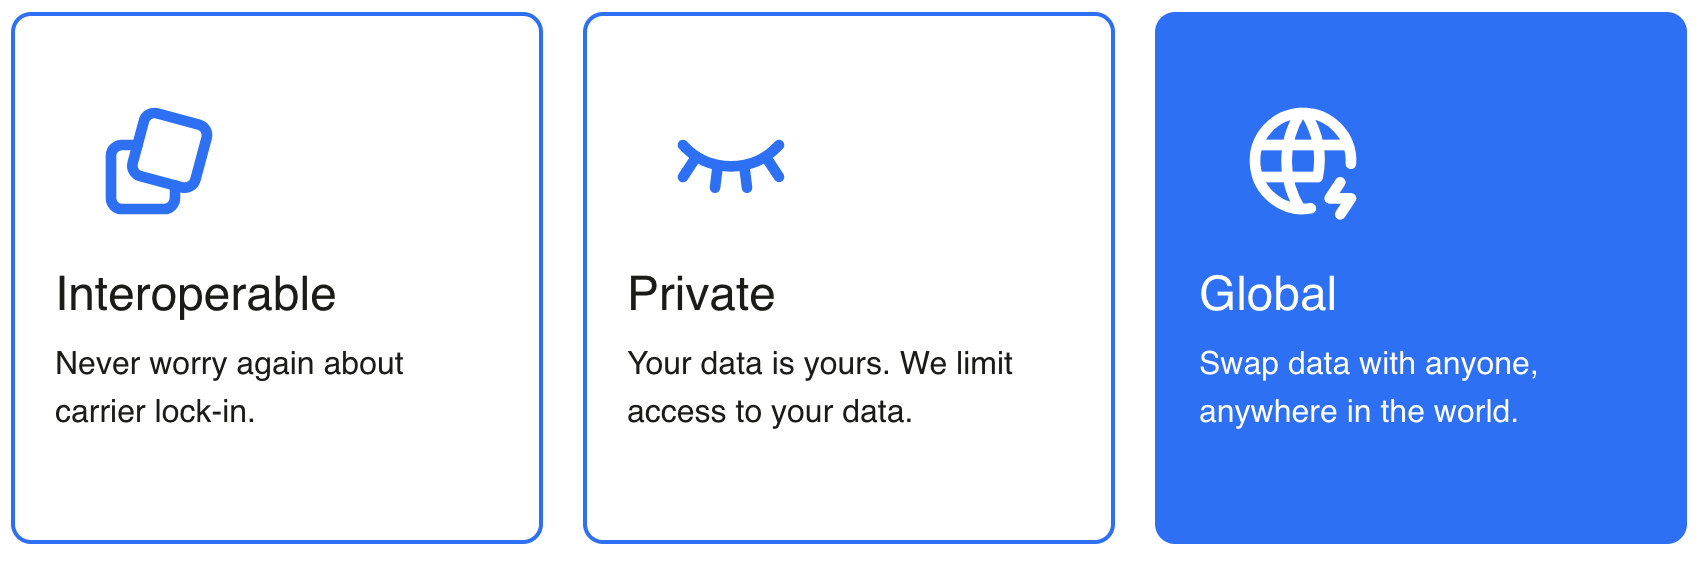 Interoperable
Never worry again about
carrier lock-in.
Private
Your data is yours. We limit
access to your data.
Global
Swap data with anyone,
anywhere in the world.